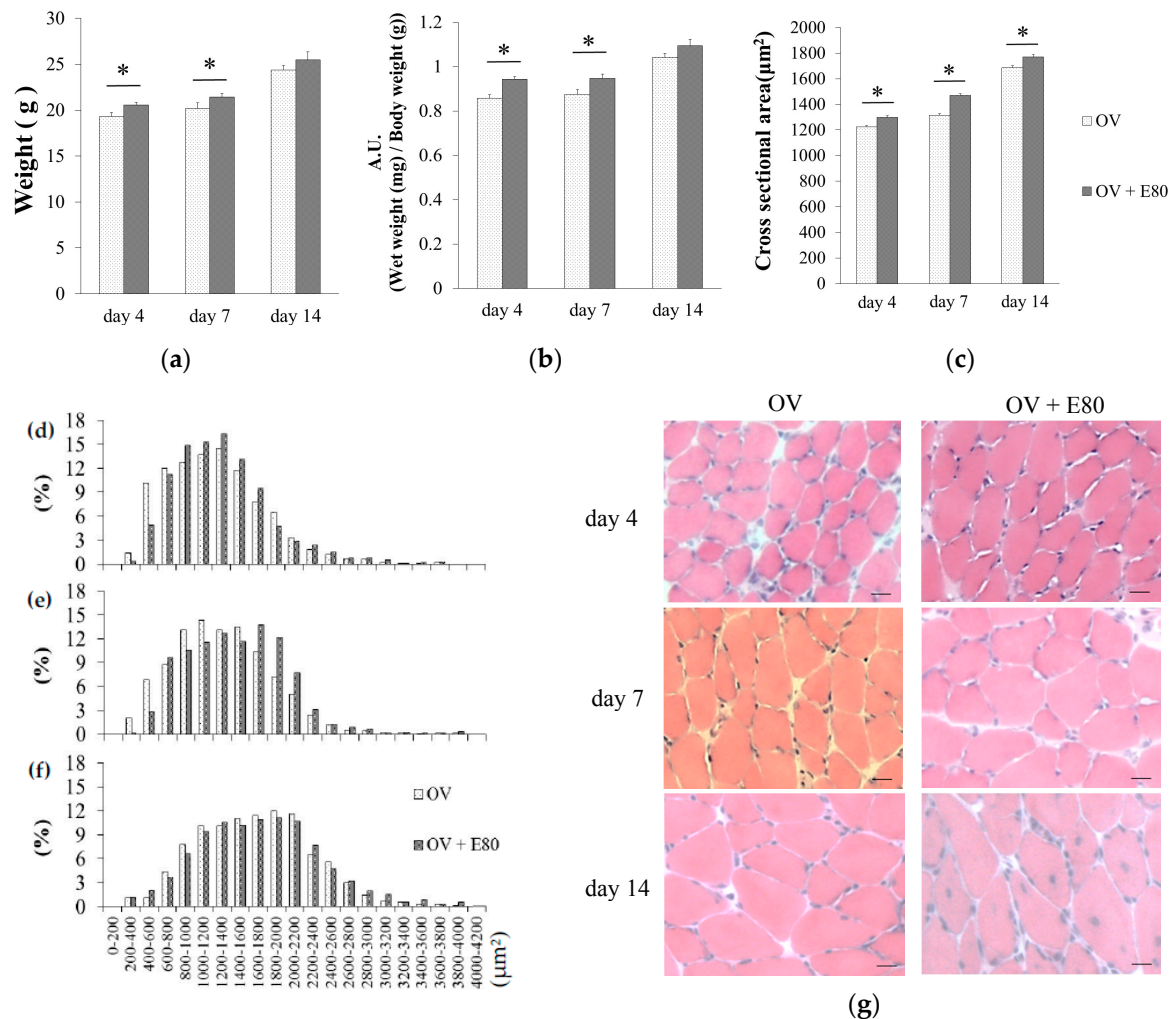 Weight ( g )
30
25
20
15
10
5
0
*
*
day 4
day 7
day 14
(a)
A.U.
(Wet weight (mg) / Body weight (g))
1.2
1
0.8
0.6
0.4
0.2
0
*
*
day 4
day 7
day 14
(b)
Cross sectional area(μm²)
2000
1800
1600
1400
1200
1000
800
600
400
200
0
*
*
*
day 4
day 7
day 14
(c)
OV
OV + E80
(d)
(%)
18
15
12
9
6
3
0
(e)
(%)
18
15
12
9
6
3
0
(f)
(%)
18
15
12
9
6
3
0
OV
OV + E80
0-200
200-400
400-600
600-800
800-1000
1000-1200
1200-1400
1400-1600
1600-1800
1800-2000
2000-2200
2200-2400
2400-2600
2600-2800
2800-3000
3000-3200
3200-3400
3400-3600
3600-3800
3800-4000
4000-4200
(μm²)
OV
OV + E80
day 4
day 7
day 14
(g)